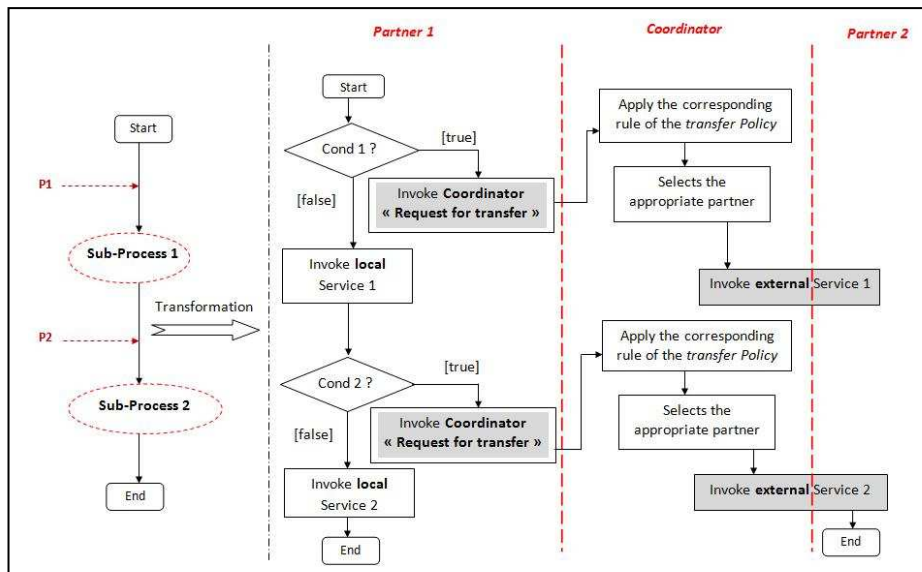 Partner 1
Coordinator
Partner 2
Start
P1
Sub-Process 1
Transformation
P2
Sub-Process 2
End
Start
Cond 1 ?
[true]
[false]
Invoke Coordinator
« Request for transfer »
Invoke local
Service 1
Cond 2 ?
[true]
[false]
Invoke Coordinator
« Request for transfer »
Invoke local
Service 2
End
Apply the corresponding
rule of the transfer Policy
Selects the
appropriate partner
Invoke external Service 1
Apply the corresponding
rule of the transfer Policy
Selects the
appropriate partner
Invoke external Service 2
End